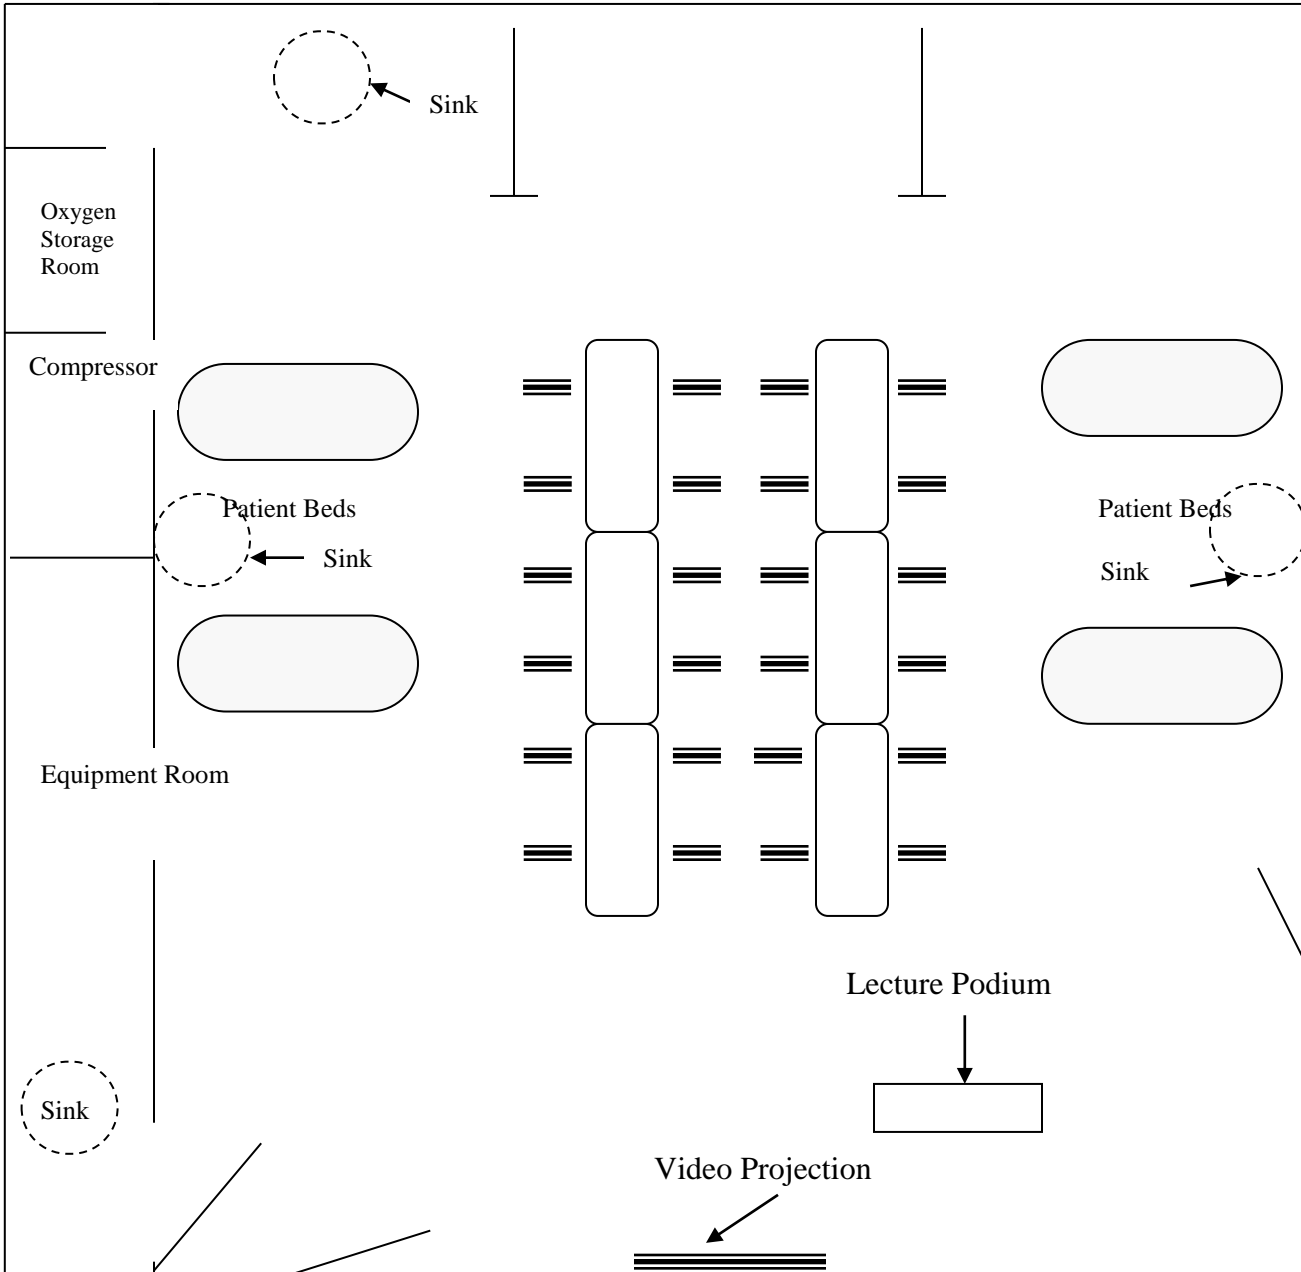 Sink
Oxygen
Storage
Room
Compressor
Patient Beds
Sink
Patient Beds
Sink
Equipment Room
Lecture Podium
Sink
Video Projection